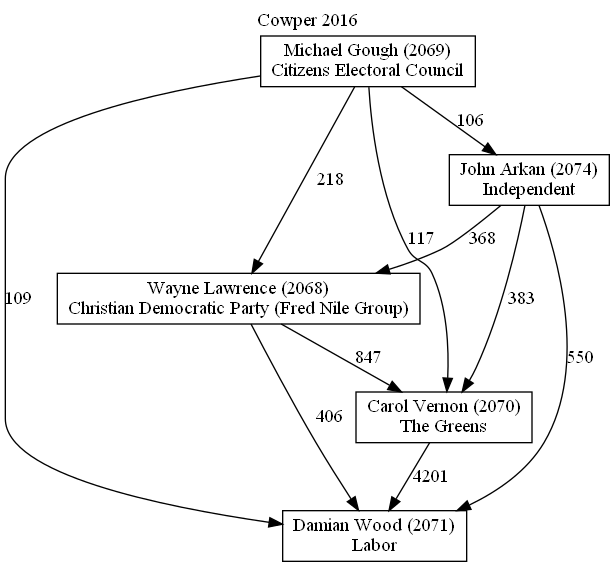 Cowper 2016
Michael Gough (2069)
Citizens Electoral Council
106
John Arkan (2074)
Independent
218
117
368
Wayne Lawrence (2068)
Christian Democratic Party (Fred Nile Group)
109
383
847
550
Carol Vernon (2070)
The Greens
406
4201
Damian Wood (2071)
Labor